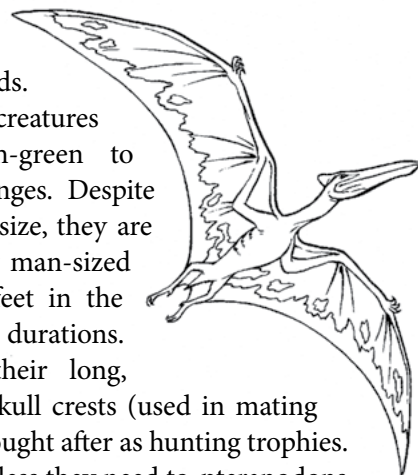 ds.
creatures
n-green to
nges. Despite
size, they are
man-sized
feet in the
durations.
their long,
kull crests (used in mating
ought after as hunting trophies.